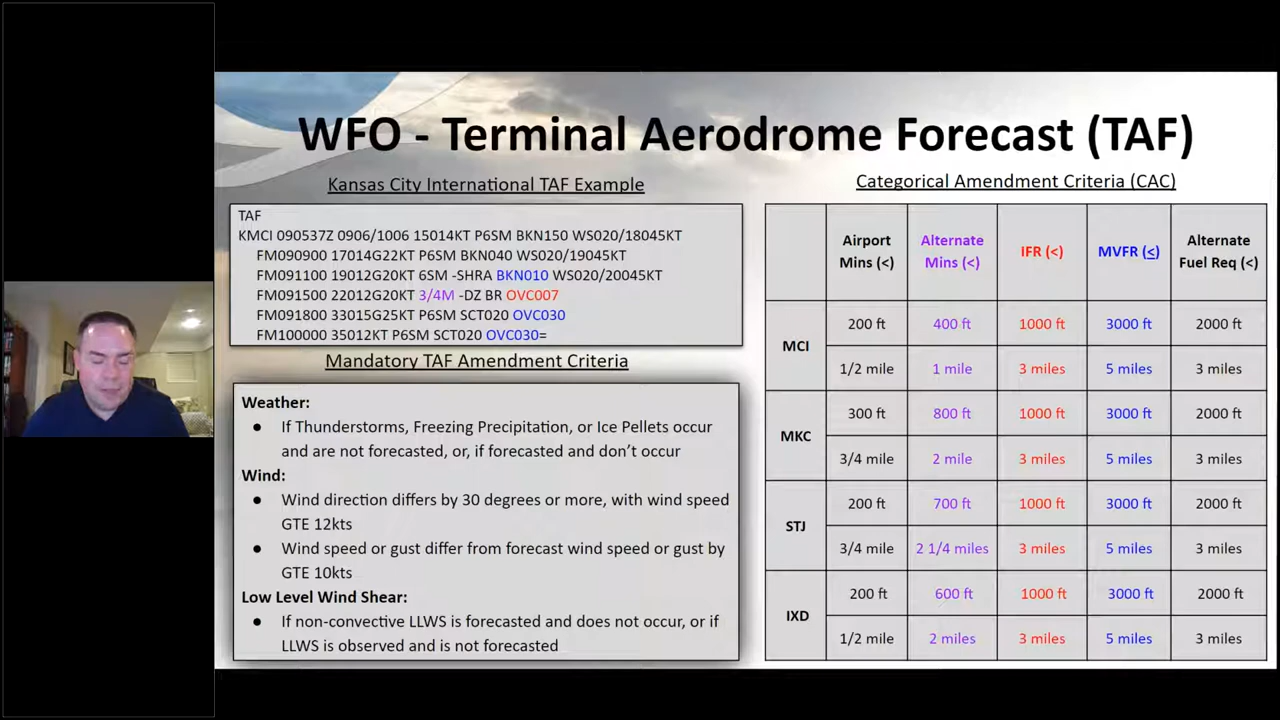 WFO - Terminal Aerodrome Forecast (TAF)
Kansas City International TAF Example
TAF
KMCI 090537Z 0906/1006 15014KT P6SM BKN150 WS020/18045KT
FM090900 17014G22KT P6SM BKN040 WS020/19045KT
FM091100 19012G20KT 6SM -SHRA BKN010 WS020/20045KT
FM091500 22012G20KT 3/4M -DZ BR OVC007
FM091800 33015G25KT P6SM SCT020 OVC030
FM100000 35012KT P6SM SCT020 OVC030=
Mandatory TAF Amendment Criteria
Weather:
● If Thunderstorms, Freezing Precipitation, or Ice Pellets occur
and are not forecasted, or, if forecasted and don't occur
Wind:
● Wind direction differs by 30 degrees or more, with wind speed
GTE 12kts
● Wind speed or gust differ from forecast wind speed or gust by
GTE 10kts
Low Level Wind Shear:
● If non-convective LLWS is forecasted and does not occur, or if
LLWS is observed and is not forecasted
Categorical Amendment Criteria (CAC)
Airport Mins (<) Alternate Mins (<) IFR (<) MVFR (≤) Alternate Fuel Req (<)
MCI 200 ft 400 ft 1000 ft 3000 ft 2000 ft
1/2 mile 1 mile 3 miles 5 miles 3 miles
MKC 300 ft 800 ft 1000 ft 3000 ft 2000 ft
3/4 mile 2 mile 3 miles 5 miles 3 miles
STJ 200 ft 700 ft 1000 ft 3000 ft 2000 ft
3/4 mile 2 1/4 miles 3 miles 5 miles 3 miles
IXD 200 ft 600 ft 1000 ft 3000 ft 2000 ft
1/2 mile 2 miles 3 miles 5 miles 3 miles